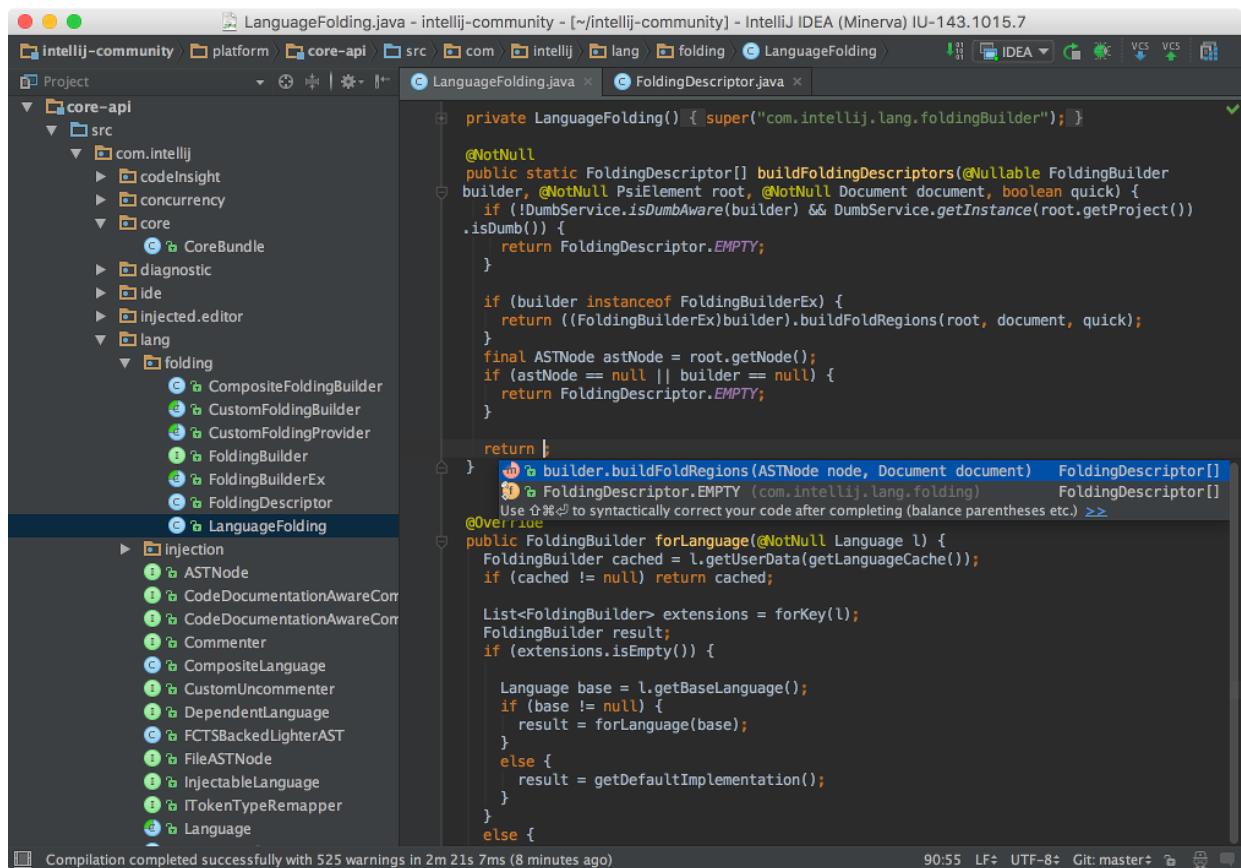 LanguageFolding.java - intellij-community - [~/intellij-community] - IntelliJ IDEA (Minerva) IU-143.1015.7
intellij-community platform core-api src com intellij lang folding LanguageFolding IDEA VCS VCS
Project
LanguageFolding.java FoldingDescriptor.java
core-api
src
com.intellij
codeInsight
concurrency
core
CoreBundle
diagnostic
ide
injected.editor
lang
folding
CompositeFoldingBuilder
CustomFoldingBuilder
CustomFoldingProvider
FoldingBuilder
FoldingBuilderEx
FoldingDescriptor
LanguageFolding
injection
ASTNode
CodeDocumentationAwareCom
CodeDocumentationAwareCom
Commenter
CompositeLanguage
CustomUncommenter
DependentLanguage
FCTSBackedLighterAST
FileASTNode
InjectableLanguage
ITokenTypeRemapper
Language
private LanguageFolding() { super("com.intellij.lang.foldingBuilder"); }
@NotNull
public static FoldingDescriptor[] buildFoldingDescriptors(@Nullable FoldingBuilder
builder, @NotNull PsiElement root, @NotNull Document document, boolean quick) {
if (!DumbService.isDumbAware(builder) && DumbService.getInstance(root.getProject())
.isDumb()) {
return FoldingDescriptor.EMPTY;
}
if (builder instanceof FoldingBuilderEx) {
return ((FoldingBuilderEx)builder).buildFoldRegions(root, document, quick);
}
final ASTNode astNode = root.getNode();
if (astNode == null || builder == null) {
return FoldingDescriptor.EMPTY;
}
return ;
}
builder.buildFoldRegions(ASTNode node, Document document) FoldingDescriptor[]
FoldingDescriptor.EMPTY (com.intellij.lang.folding) FoldingDescriptor[]
Use ⇧⌘⏎ to syntactically correct your code after completing (balance parentheses etc.) >>
@Override
public FoldingBuilder forLanguage(@NotNull Language l) {
FoldingBuilder cached = l.getUserData(getLanguageCache());
if (cached != null) return cached;
List<FoldingBuilder> extensions = forKey(l);
FoldingBuilder result;
if (extensions.isEmpty()) {
Language base = l.getBaseLanguage();
if (base != null) {
result = forLanguage(base);
}
else {
result = getDefaultImplementation();
}
}
else {
Compilation completed successfully with 525 warnings in 2m 21s 7ms (8 minutes ago) 90:55 LF UTF-8 Git: master